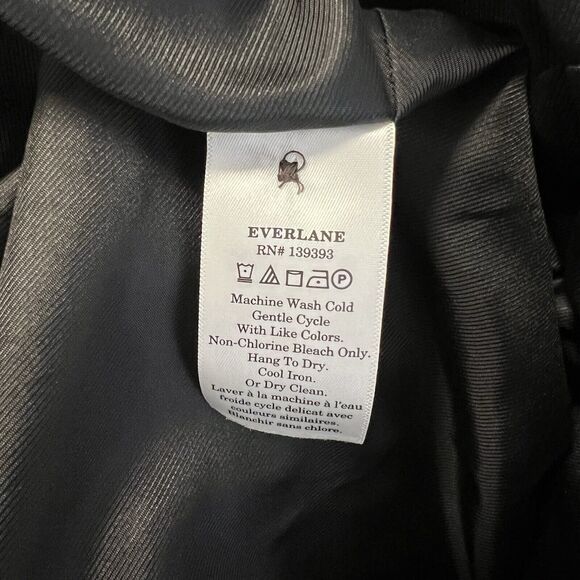 EVERLANE
RN# 139393
P
Machine Wash Cold
Gentle Cycle
With Like Colors.
Non-Chlorine Bleach Only.
Hang To Dry.
Cool Iron.
Or Dry Clean.
Laver à la machine à l'eau
froide cycle delicat avec
couleurs similaires.
Blanchir sans chlore.